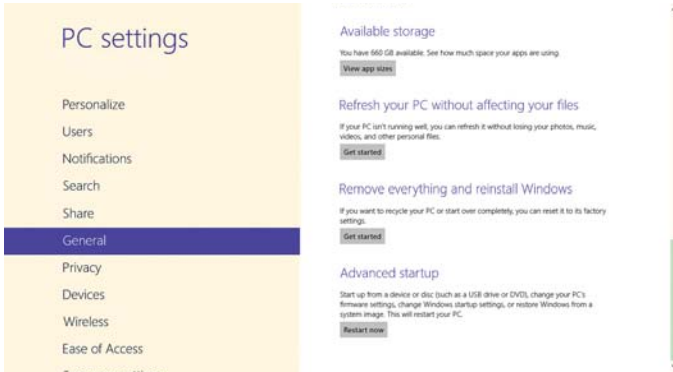 PC settings
Personalize
Users
Notifications
Search
Share
General
Privacy
Devices
Wireless
Ease of Access
Available storage
You have 660 GB available. See how much space your apps are using.
View app sizes
Refresh your PC without affecting your files
If your PC isn't running well, you can refresh it without losing your photos, music,
videos, and other personal files.
Get started
Remove everything and reinstall Windows
If you want to recycle your PC or start over completely, you can reset it to its factory
settings.
Get started
Advanced startup
Start up from a device or disc (such as a USB drive or DVD), change your PC's
firmware settings, change Windows startup settings, or restore Windows from a
system image. This will restart your PC.
Restart now